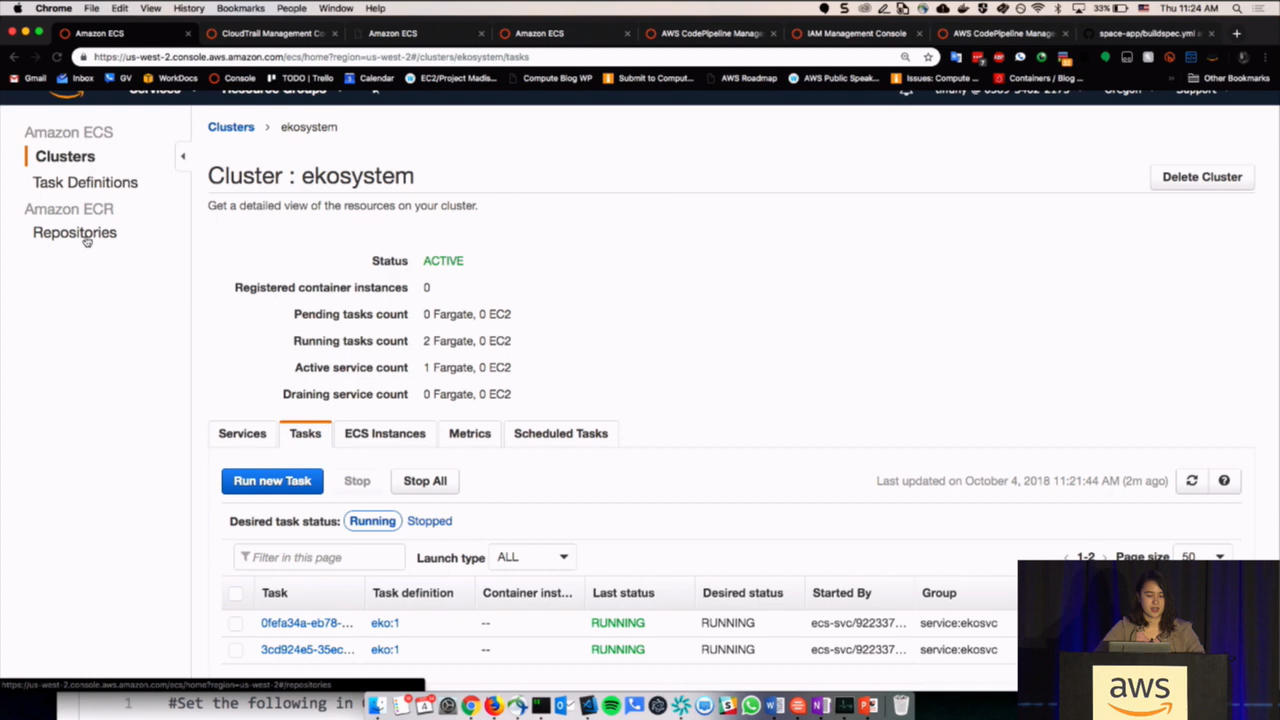 Chrome File Edit View History Bookmarks People Window Help 33% Thu 11:24 AM
Amazon ECS CloudTrail Management Co Amazon ECS Amazon ECS AWS CodePipeline Manage IAM Management Console AWS CodePipeline Manage space-app/buildspec.yml
https://us-west-2.console.aws.amazon.com/ecs/home?region=us-west-2#/clusters/ekosystem/tasks
Gmail Inbox GV WorkDocs Console TODO | Trello Calendar EC2/Project Madis... Compute Blog WP Submit to Comput... AWS Roadmap AWS Public Speak... Issues: Compute ... Containers / Blog ... » Other Bookmarks
Services Resource Groups Oregon Support
Amazon ECS
Clusters
Task Definitions
Amazon ECR
Repositories
Clusters > ekosystem
Cluster : ekosystem
Delete Cluster
Get a detailed view of the resources on your cluster.
Status ACTIVE
Registered container instances 0
Pending tasks count 0 Fargate, 0 EC2
Running tasks count 2 Fargate, 0 EC2
Active service count 1 Fargate, 0 EC2
Draining service count 0 Fargate, 0 EC2
Services Tasks ECS Instances Metrics Scheduled Tasks
Run new Task Stop Stop All Last updated on October 4, 2018 11:21:44 AM (2m ago)
Desired task status: Running Stopped
Filter in this page Launch type ALL < 1-2 > Page size 50
Task Task definition Container inst... Last status Desired status Started By Group
0fefa34a-eb78-... eko:1 -- RUNNING RUNNING ecs-svc/922337... service:ekosvc
3cd924e5-35ec... eko:1 -- RUNNING RUNNING ecs-svc/922337... service:ekosvc
https://us-west-2.console.aws.amazon.com/ecs/home?region=us-west-2#/repositories
1 #Set the following in
aws